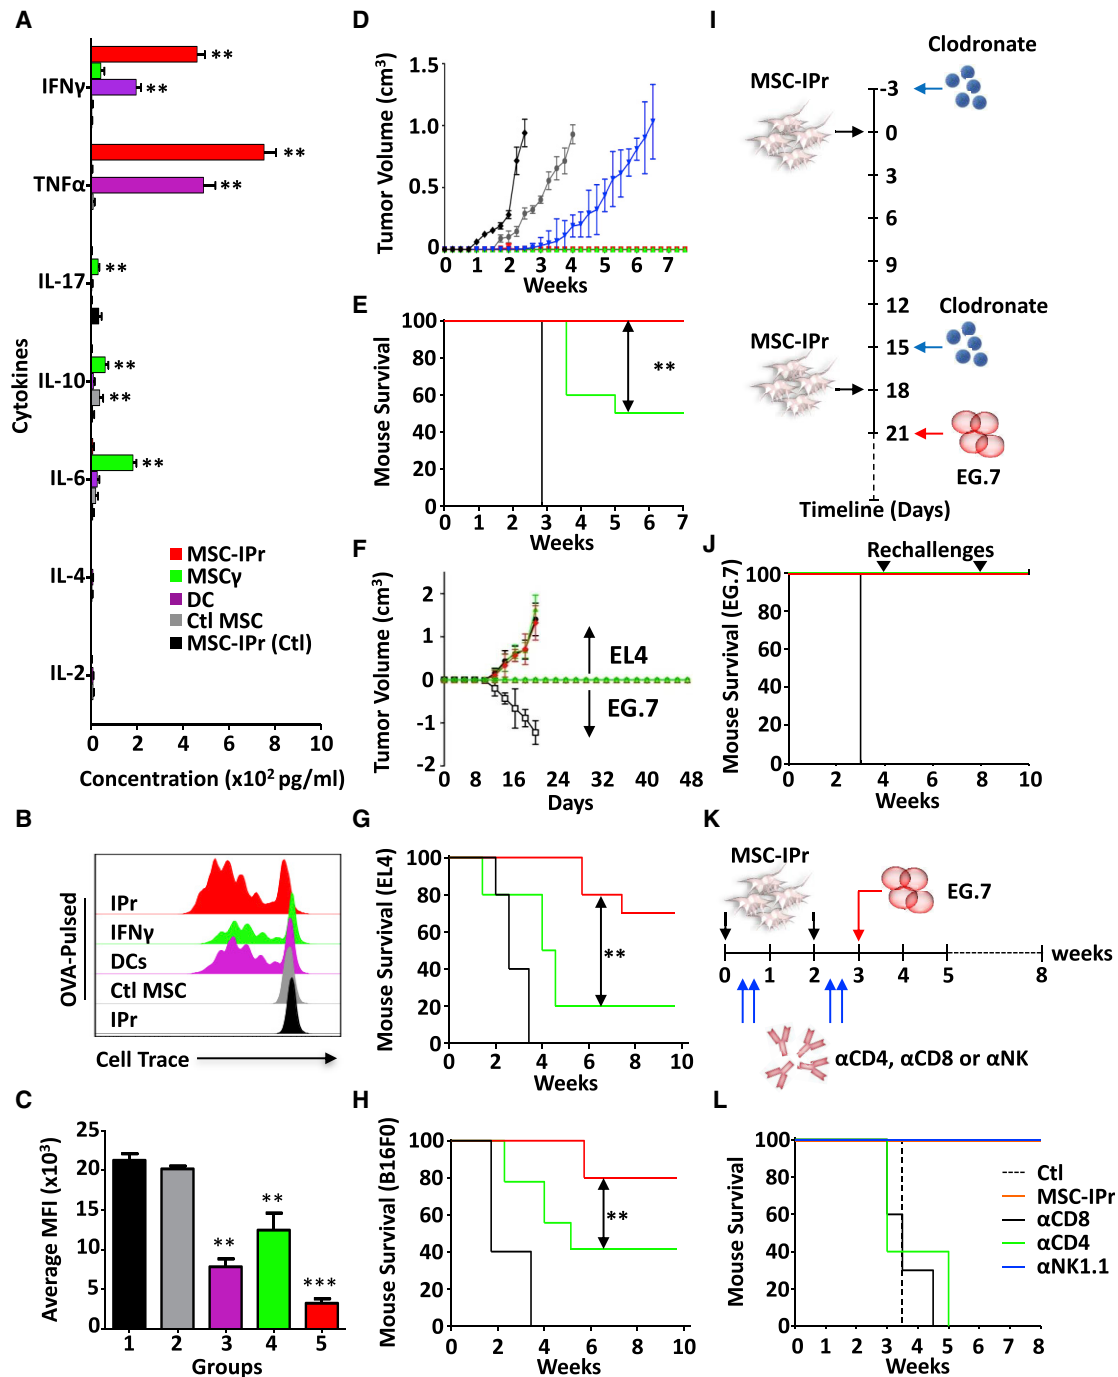 A
IFNγ
**
**
TNFα
**
**
IL-17
**
IL-10
**
**
IL-6
**
IL-4
IL-2
Cytokines
MSC-IPr
MSCγ
DC
Ctl MSC
MSC-IPr (Ctl)
0 2 4 6 8 10
Concentration (x10² pg/ml)
B
OVA-Pulsed
IPr
IFNγ
DCs
Ctl MSC
IPr
Cell Trace
C
Average MFI (x10³)
25
20
15
10
5
0
**
**
***
1 2 3 4 5
Groups
D
Tumor Volume (cm³)
1.5
1.0
0.5
0
0 1 2 3 4 5 6 7
Weeks
E
Mouse Survival
100
80
60
40
20
0
**
0 1 2 3 4 5 6 7
Weeks
F
Tumor Volume (cm³)
2
1
0
-1
-2
EL4
EG.7
0 8 16 24 32 40 48
Days
G
Mouse Survival (EL4)
100
80
60
40
20
0
**
0 2 4 6 8 10
Weeks
H
Mouse Survival (B16F0)
100
80
60
40
20
0
**
0 2 4 6 8 10
Weeks
I
Clodronate
MSC-IPr
-3
0
3
6
9
12
Clodronate
MSC-IPr
15
18
21
EG.7
Timeline (Days)
J
Rechallenges
Mouse Survival (EG.7)
100
80
60
40
20
0
0 2 4 6 8 10
Weeks
K
MSC-IPr
EG.7
weeks
0 1 2 3 4 5 8
αCD4, αCD8 or αNK
L
Mouse Survival
100
80
60
40
20
0
Ctl
MSC-IPr
αCD8
αCD4
αNK1.1
0 1 2 3 4 5 6 7 8
Weeks